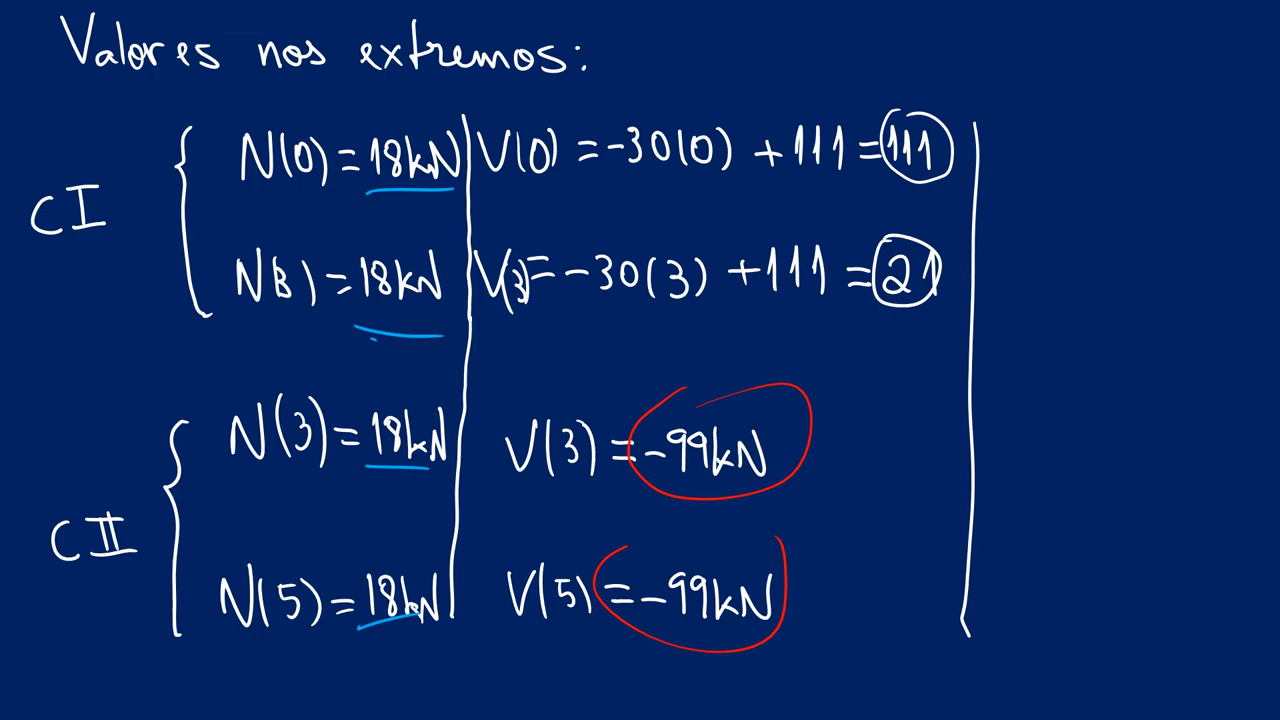 Valores nos extremos:
CI
N(0) = 18kN
V(0) = -30(0) + 111 = 111
N(3) = 18kN
V(3) = -30(3) + 111 = 21
CII
N(3) = 18kN
V(3) = -99kN
N(5) = 18kN
V(5) = -99kN